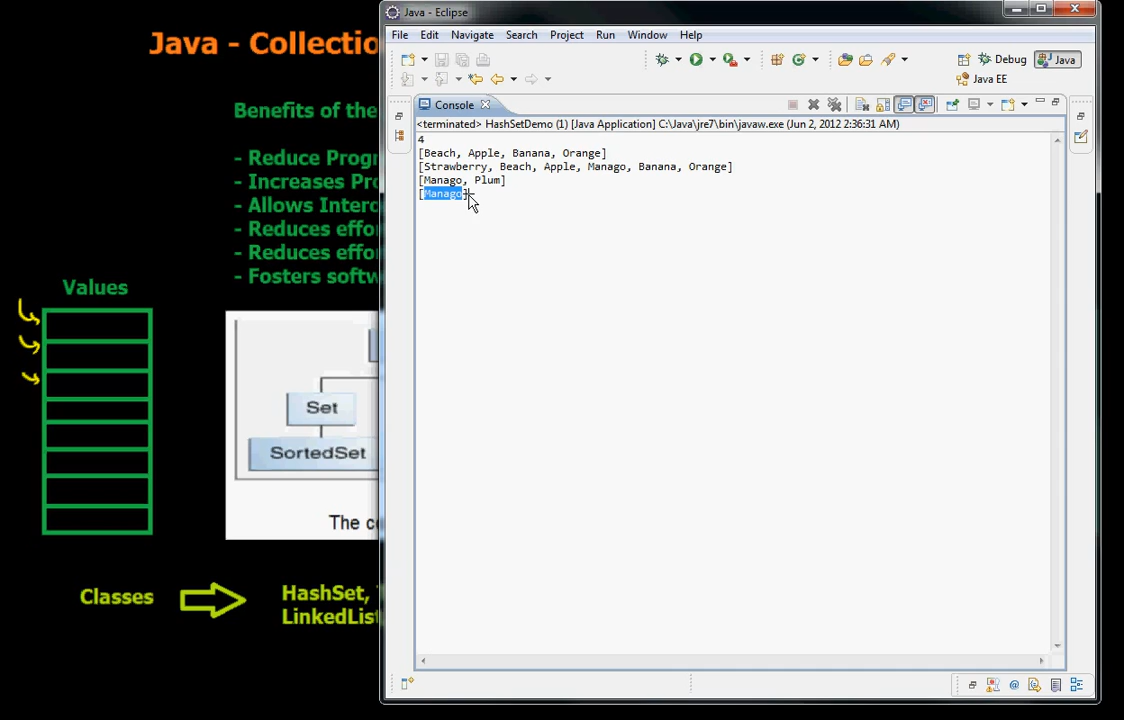 Java - Collectio
Benefits of the
- Reduce Progr
- Increases Pro
- Allows Interc
- Reduces effor
- Reduces effor
- Fosters softw
Values
Set
SortedSet
The co
Classes
HashSet,
LinkedList
Java - Eclipse
File Edit Navigate Search Project Run Window Help
Debug
Java
Java EE
Console
<terminated> HashSetDemo (1) [Java Application] C:\Java\jre7\bin\javaw.exe (Jun 2, 2012 2:36:31 AM)
4
[Beach, Apple, Banana, Orange]
[Strawberry, Beach, Apple, Manago, Banana, Orange]
[Manago, Plum]
[Manago]